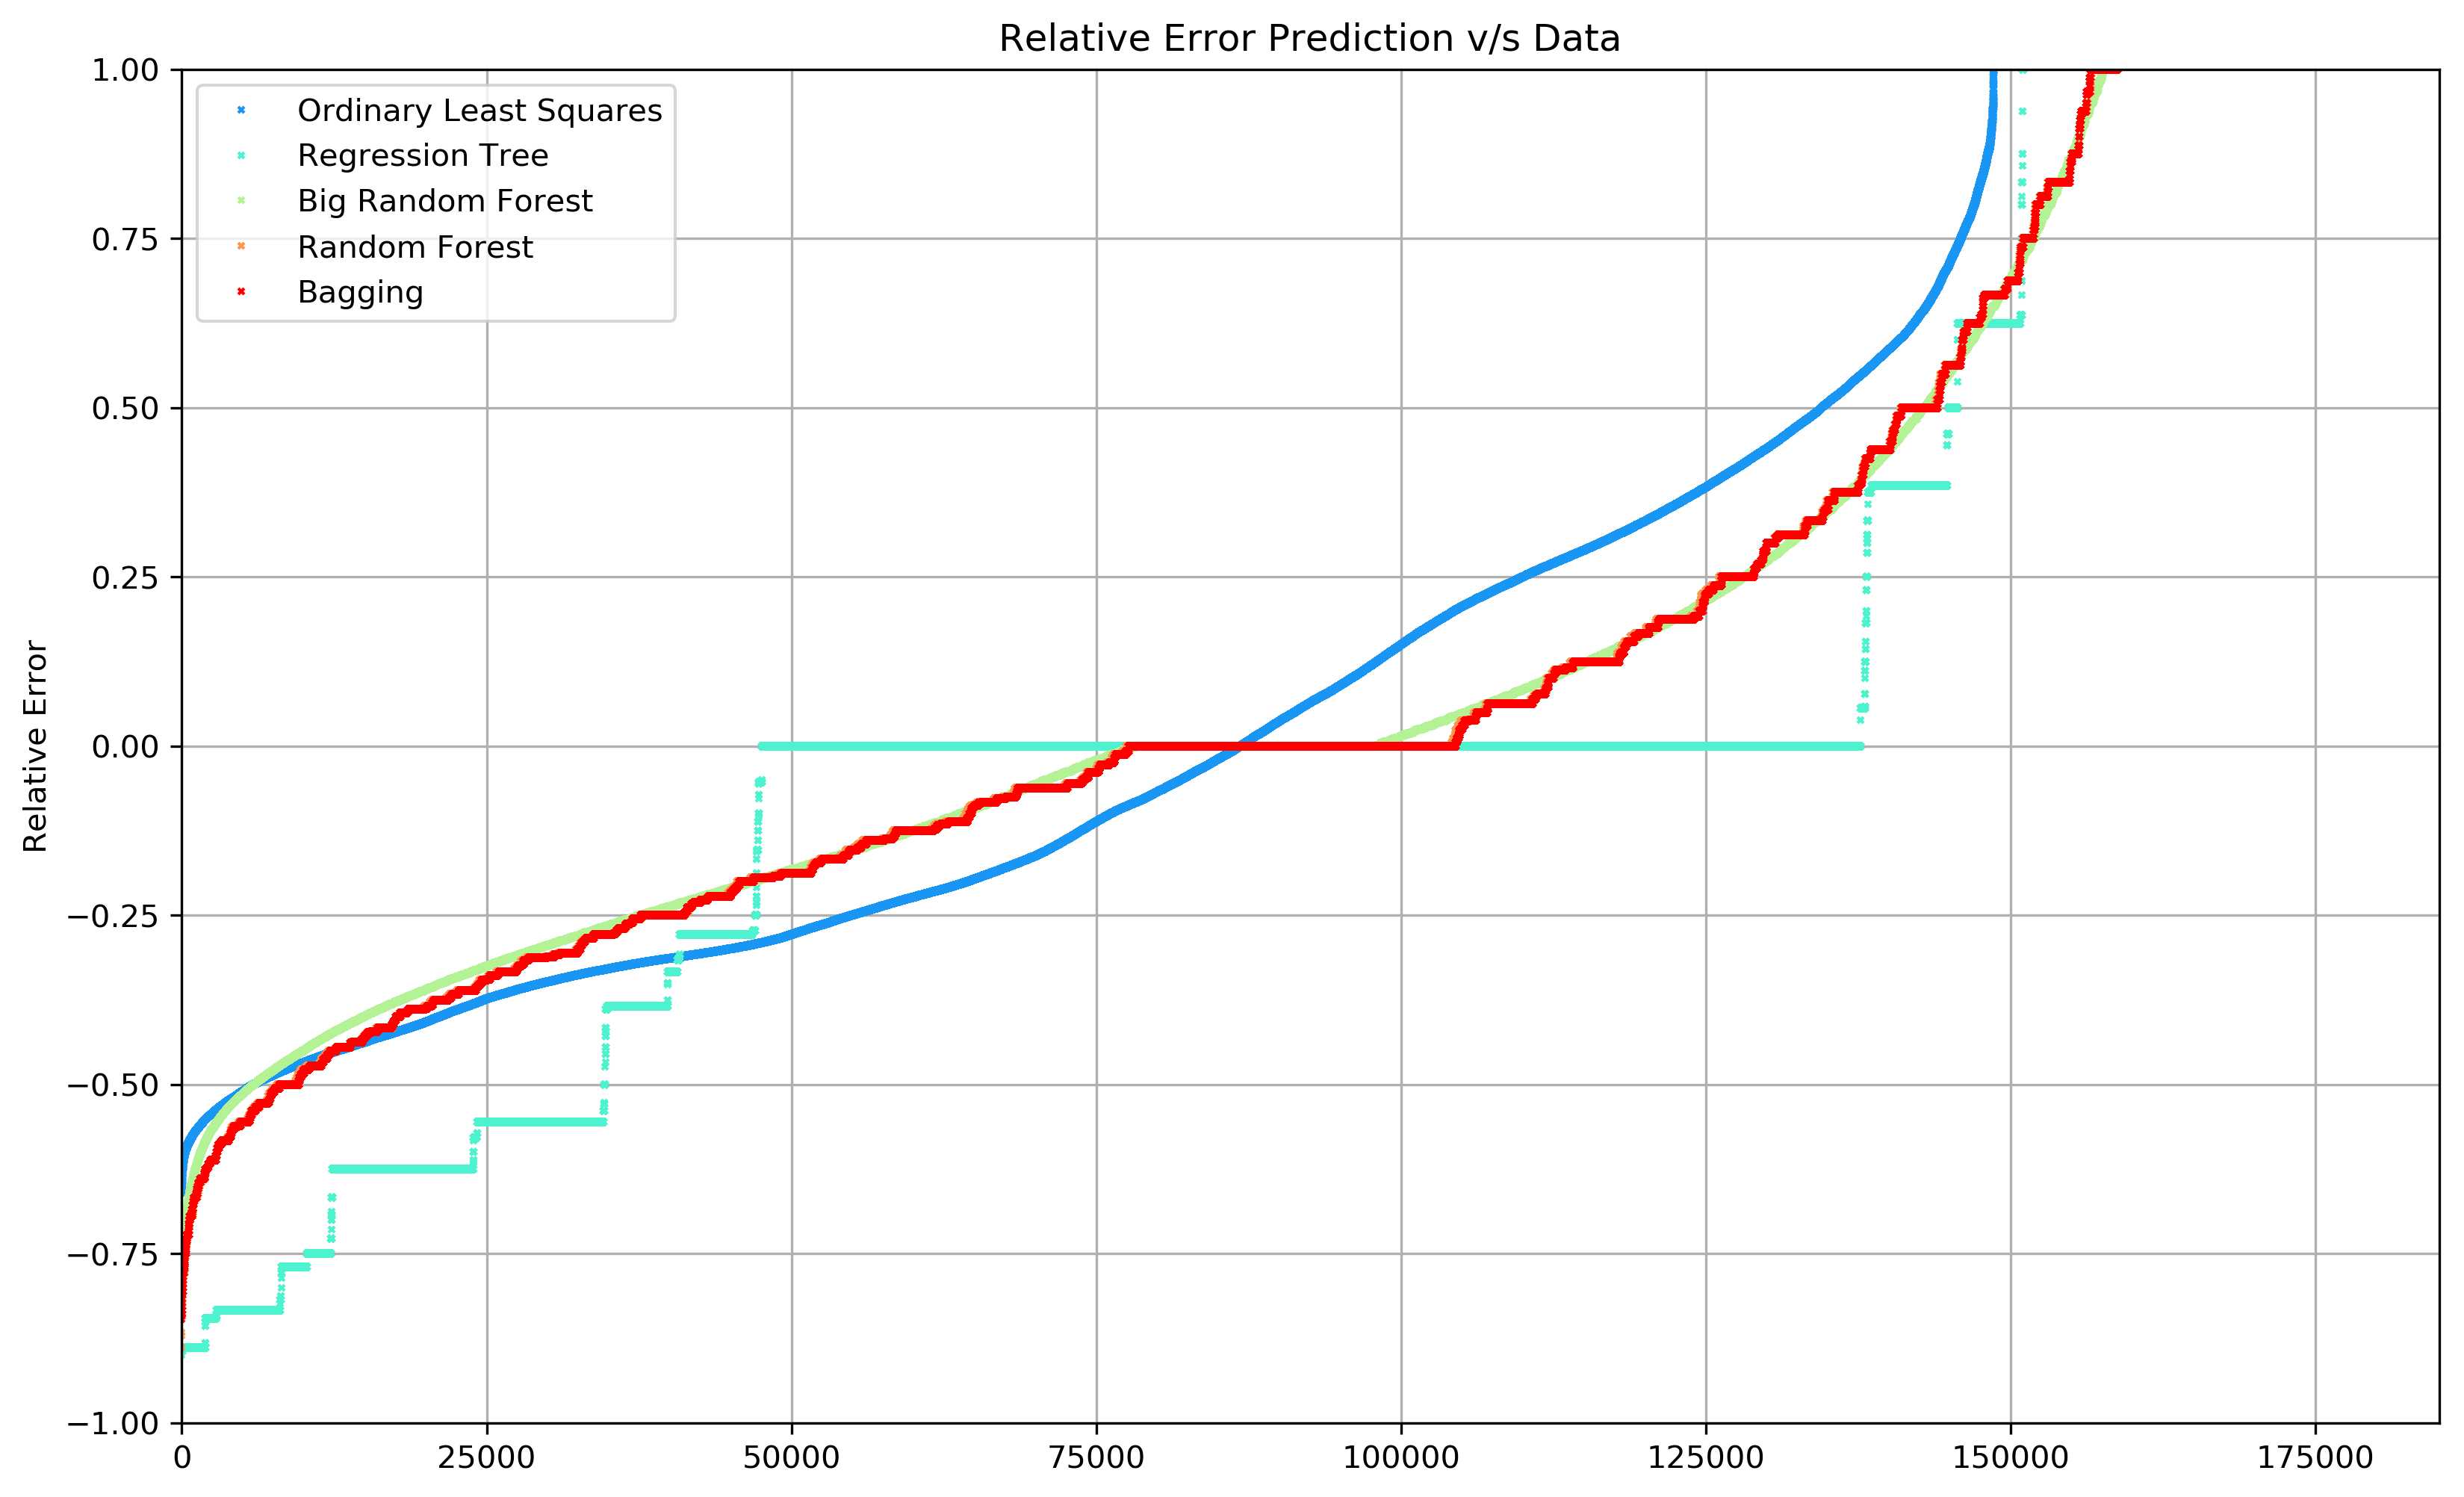 Relative Error Prediction v/s Data
1.00
0.75
0.50
0.25
0.00
−0.25
−0.50
−0.75
−1.00
Relative Error
Ordinary Least Squares
Regression Tree
Big Random Forest
Random Forest
Bagging
0 25000 50000 75000 100000 125000 150000 175000